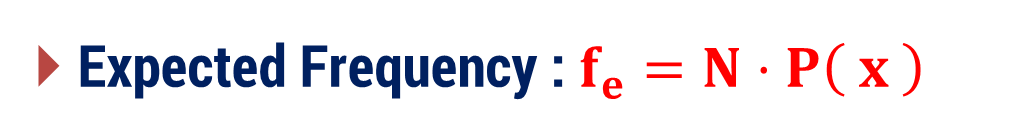 Expected Frequency : fₑ = N · P( x )